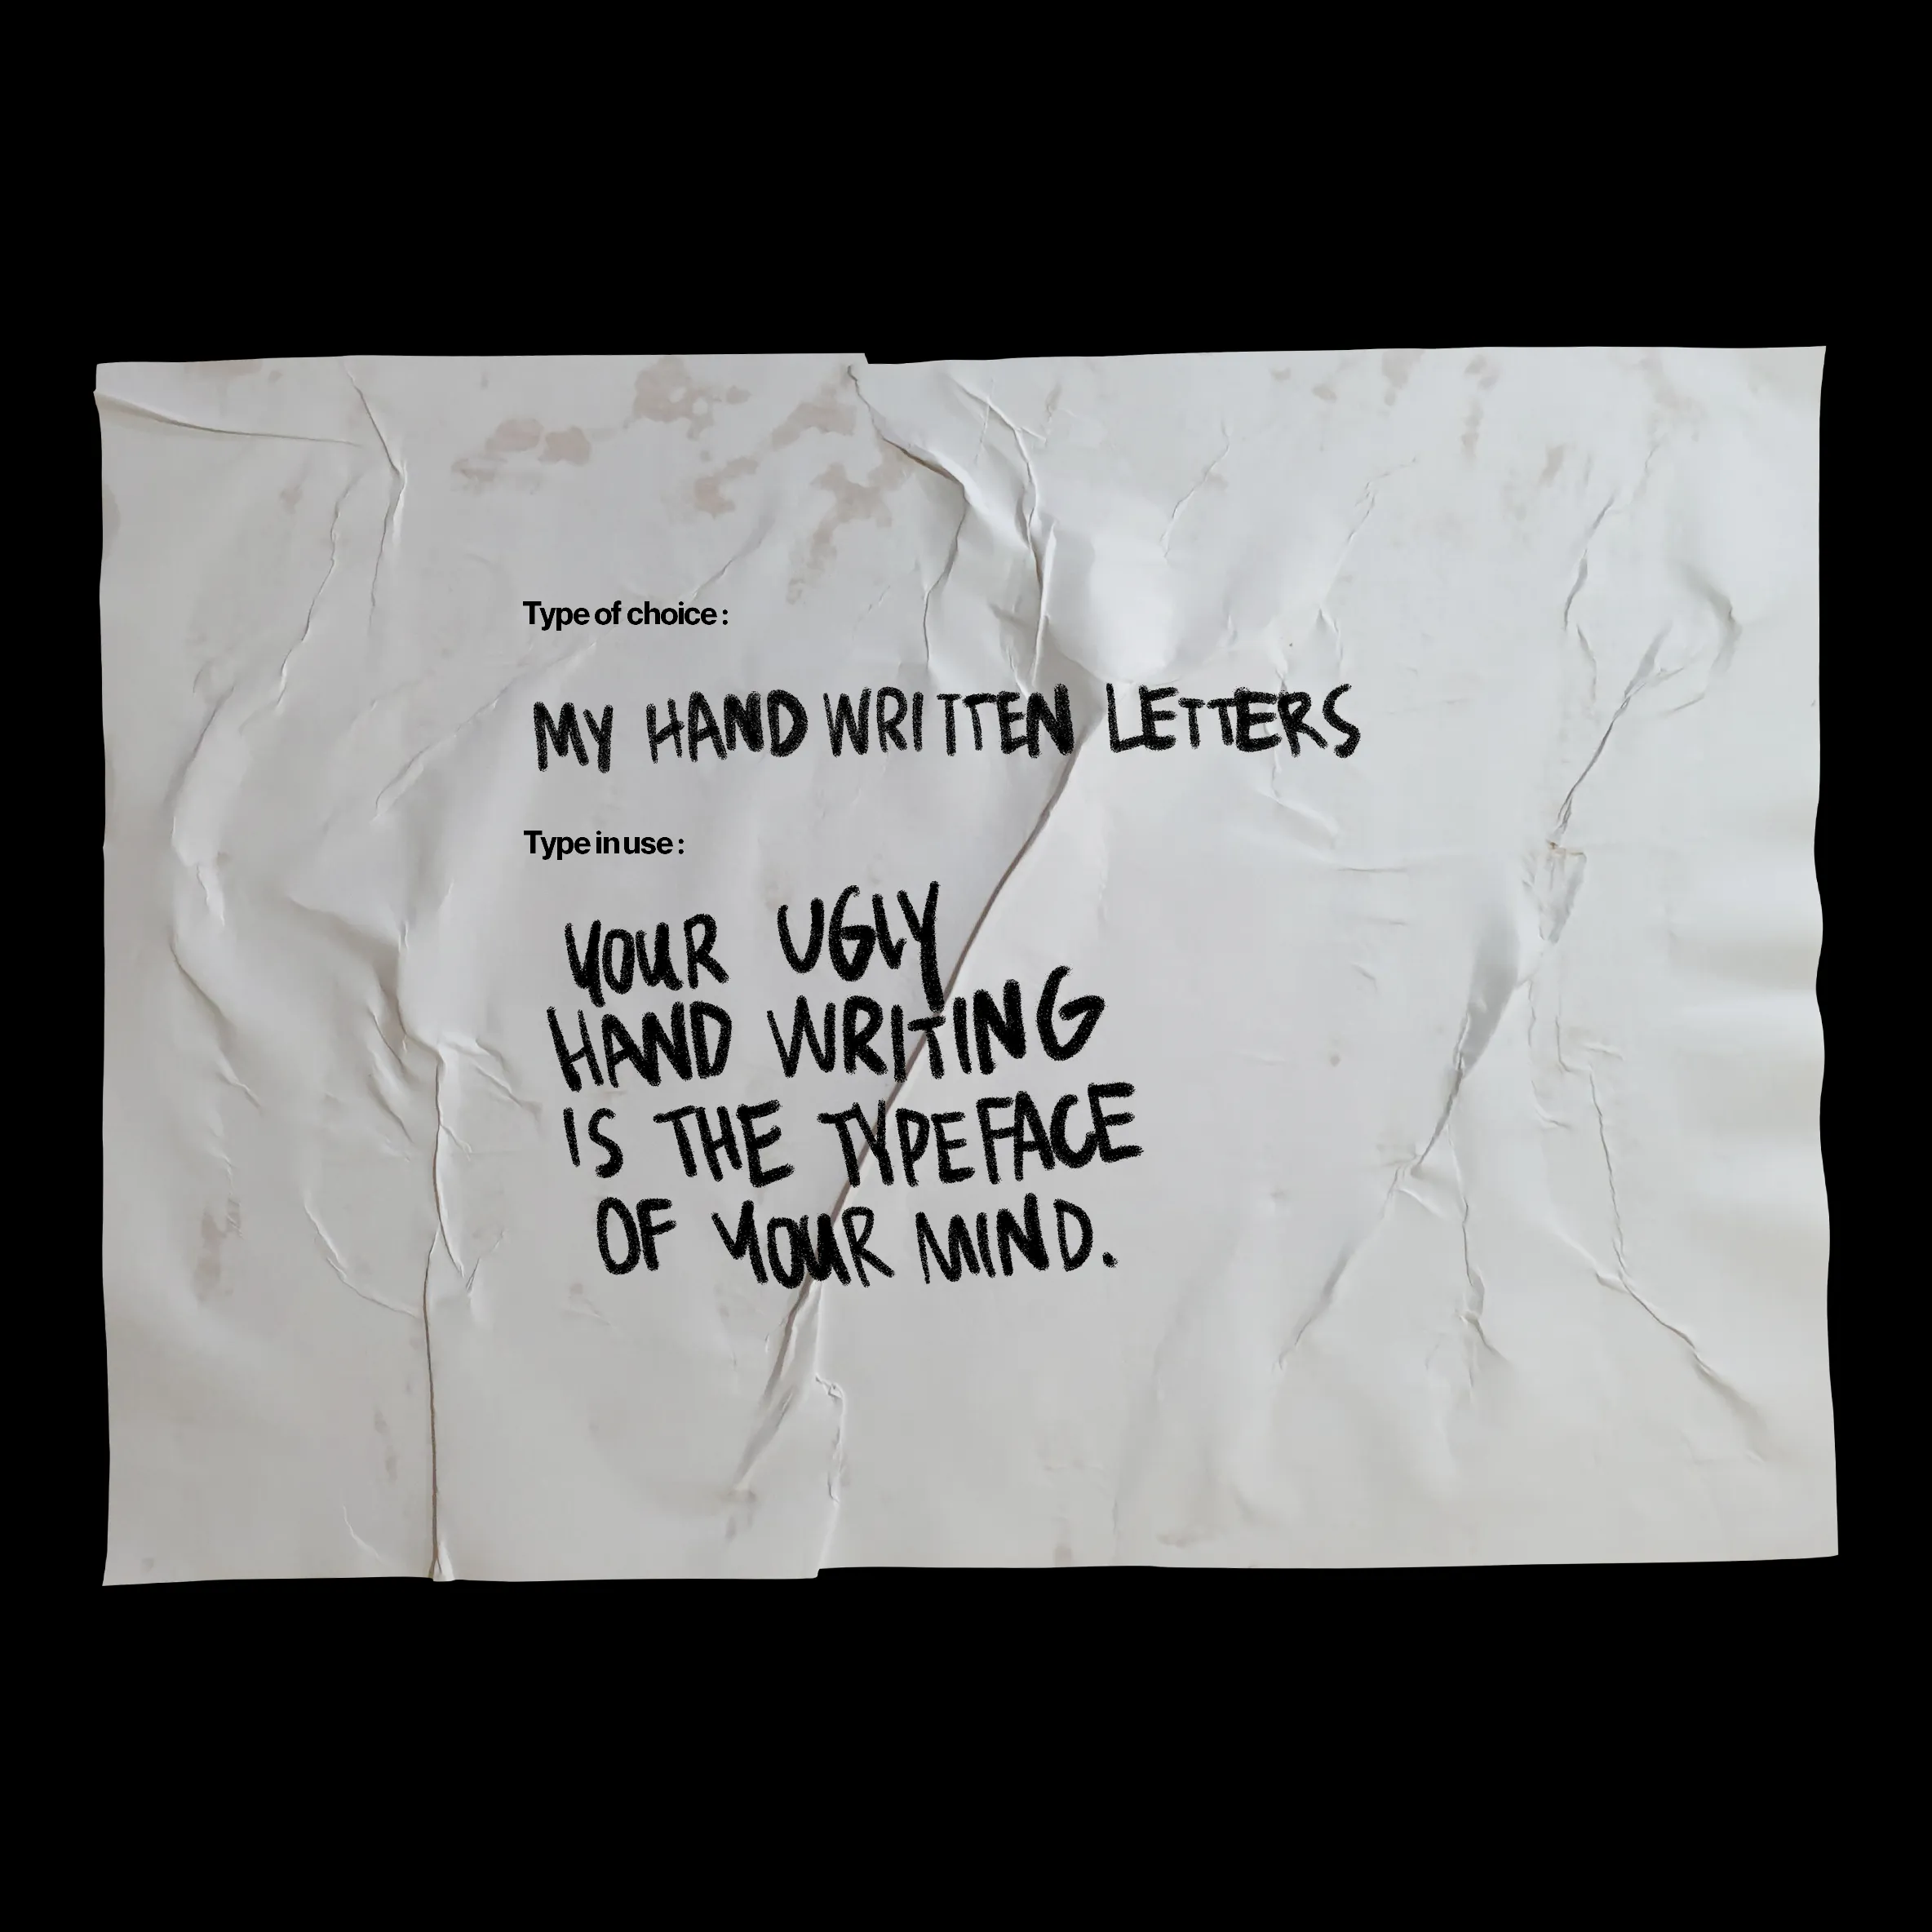 Type of choice :
MY HAND WRITTEN LETTERS
Type in use :
YOUR UGLY
HAND WRITING
IS THE TYPEFACE
OF YOUR MIND.